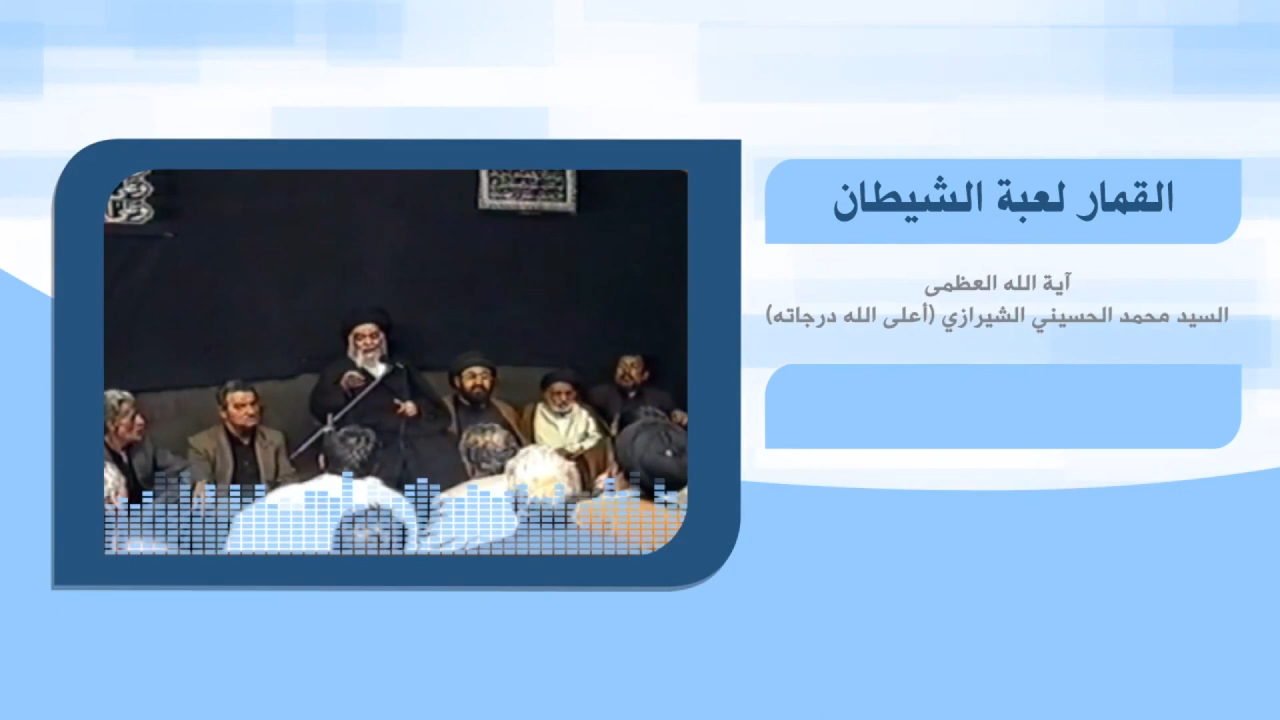 القمار لعبة الشيطان
آية الله العظمى
السيد محمد الحسيني الشيرازي (أعلى الله درجاته)